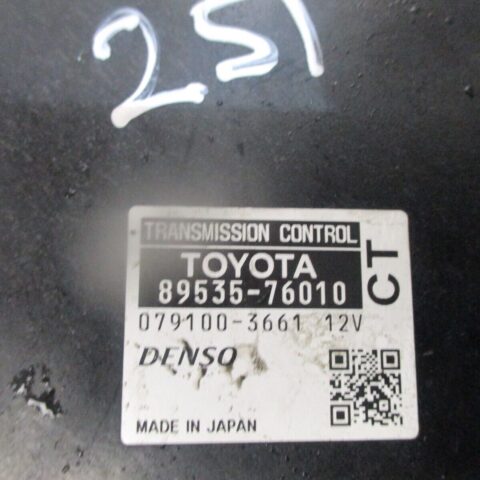 251
TRANSMISSION CONTROL
TOYOTA
89535-76010
CT
079100-3661 12V
DENSO
MADE IN JAPAN